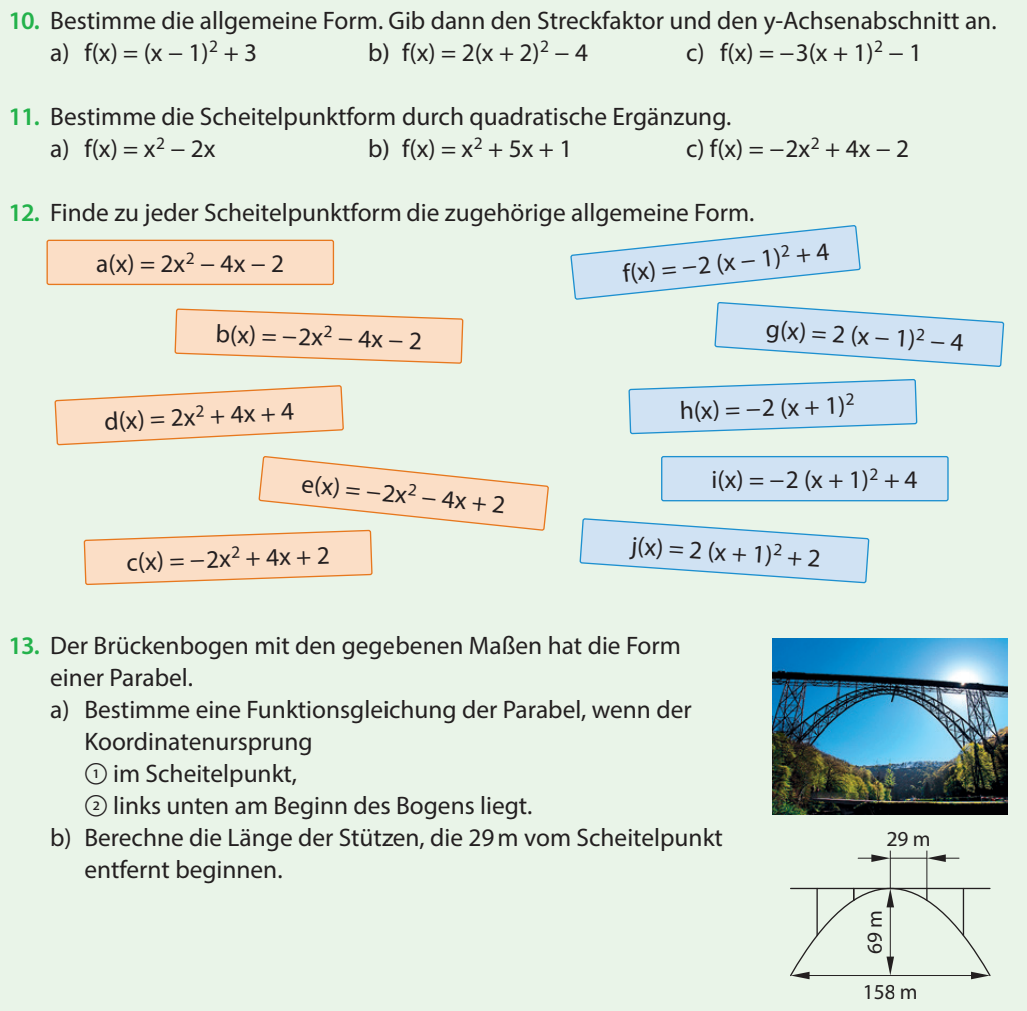 10. Bestimme die allgemeine Form. Gib dann den Streckfaktor und den y-Achsenabschnitt an.
a) f(x) = (x – 1)² + 3 b) f(x) = 2(x + 2)² – 4 c) f(x) = –3(x + 1)² – 1
11. Bestimme die Scheitelpunktform durch quadratische Ergänzung.
a) f(x) = x² – 2x b) f(x) = x² + 5x + 1 c) f(x) = –2x² + 4x – 2
12. Finde zu jeder Scheitelpunktform die zugehörige allgemeine Form.
a(x) = 2x² – 4x – 2
f(x) = –2 (x – 1)² + 4
b(x) = –2x² – 4x – 2
g(x) = 2 (x – 1)² – 4
d(x) = 2x² + 4x + 4
h(x) = –2 (x + 1)²
e(x) = –2x² – 4x + 2
i(x) = –2 (x + 1)² + 4
c(x) = –2x² + 4x + 2
j(x) = 2 (x + 1)² + 2
13. Der Brückenbogen mit den gegebenen Maßen hat die Form
einer Parabel.
a) Bestimme eine Funktionsgleichung der Parabel, wenn der
Koordinatenursprung
① im Scheitelpunkt,
② links unten am Beginn des Bogens liegt.
b) Berechne die Länge der Stützen, die 29 m vom Scheitelpunkt
entfernt beginnen.
29 m
69 m
158 m